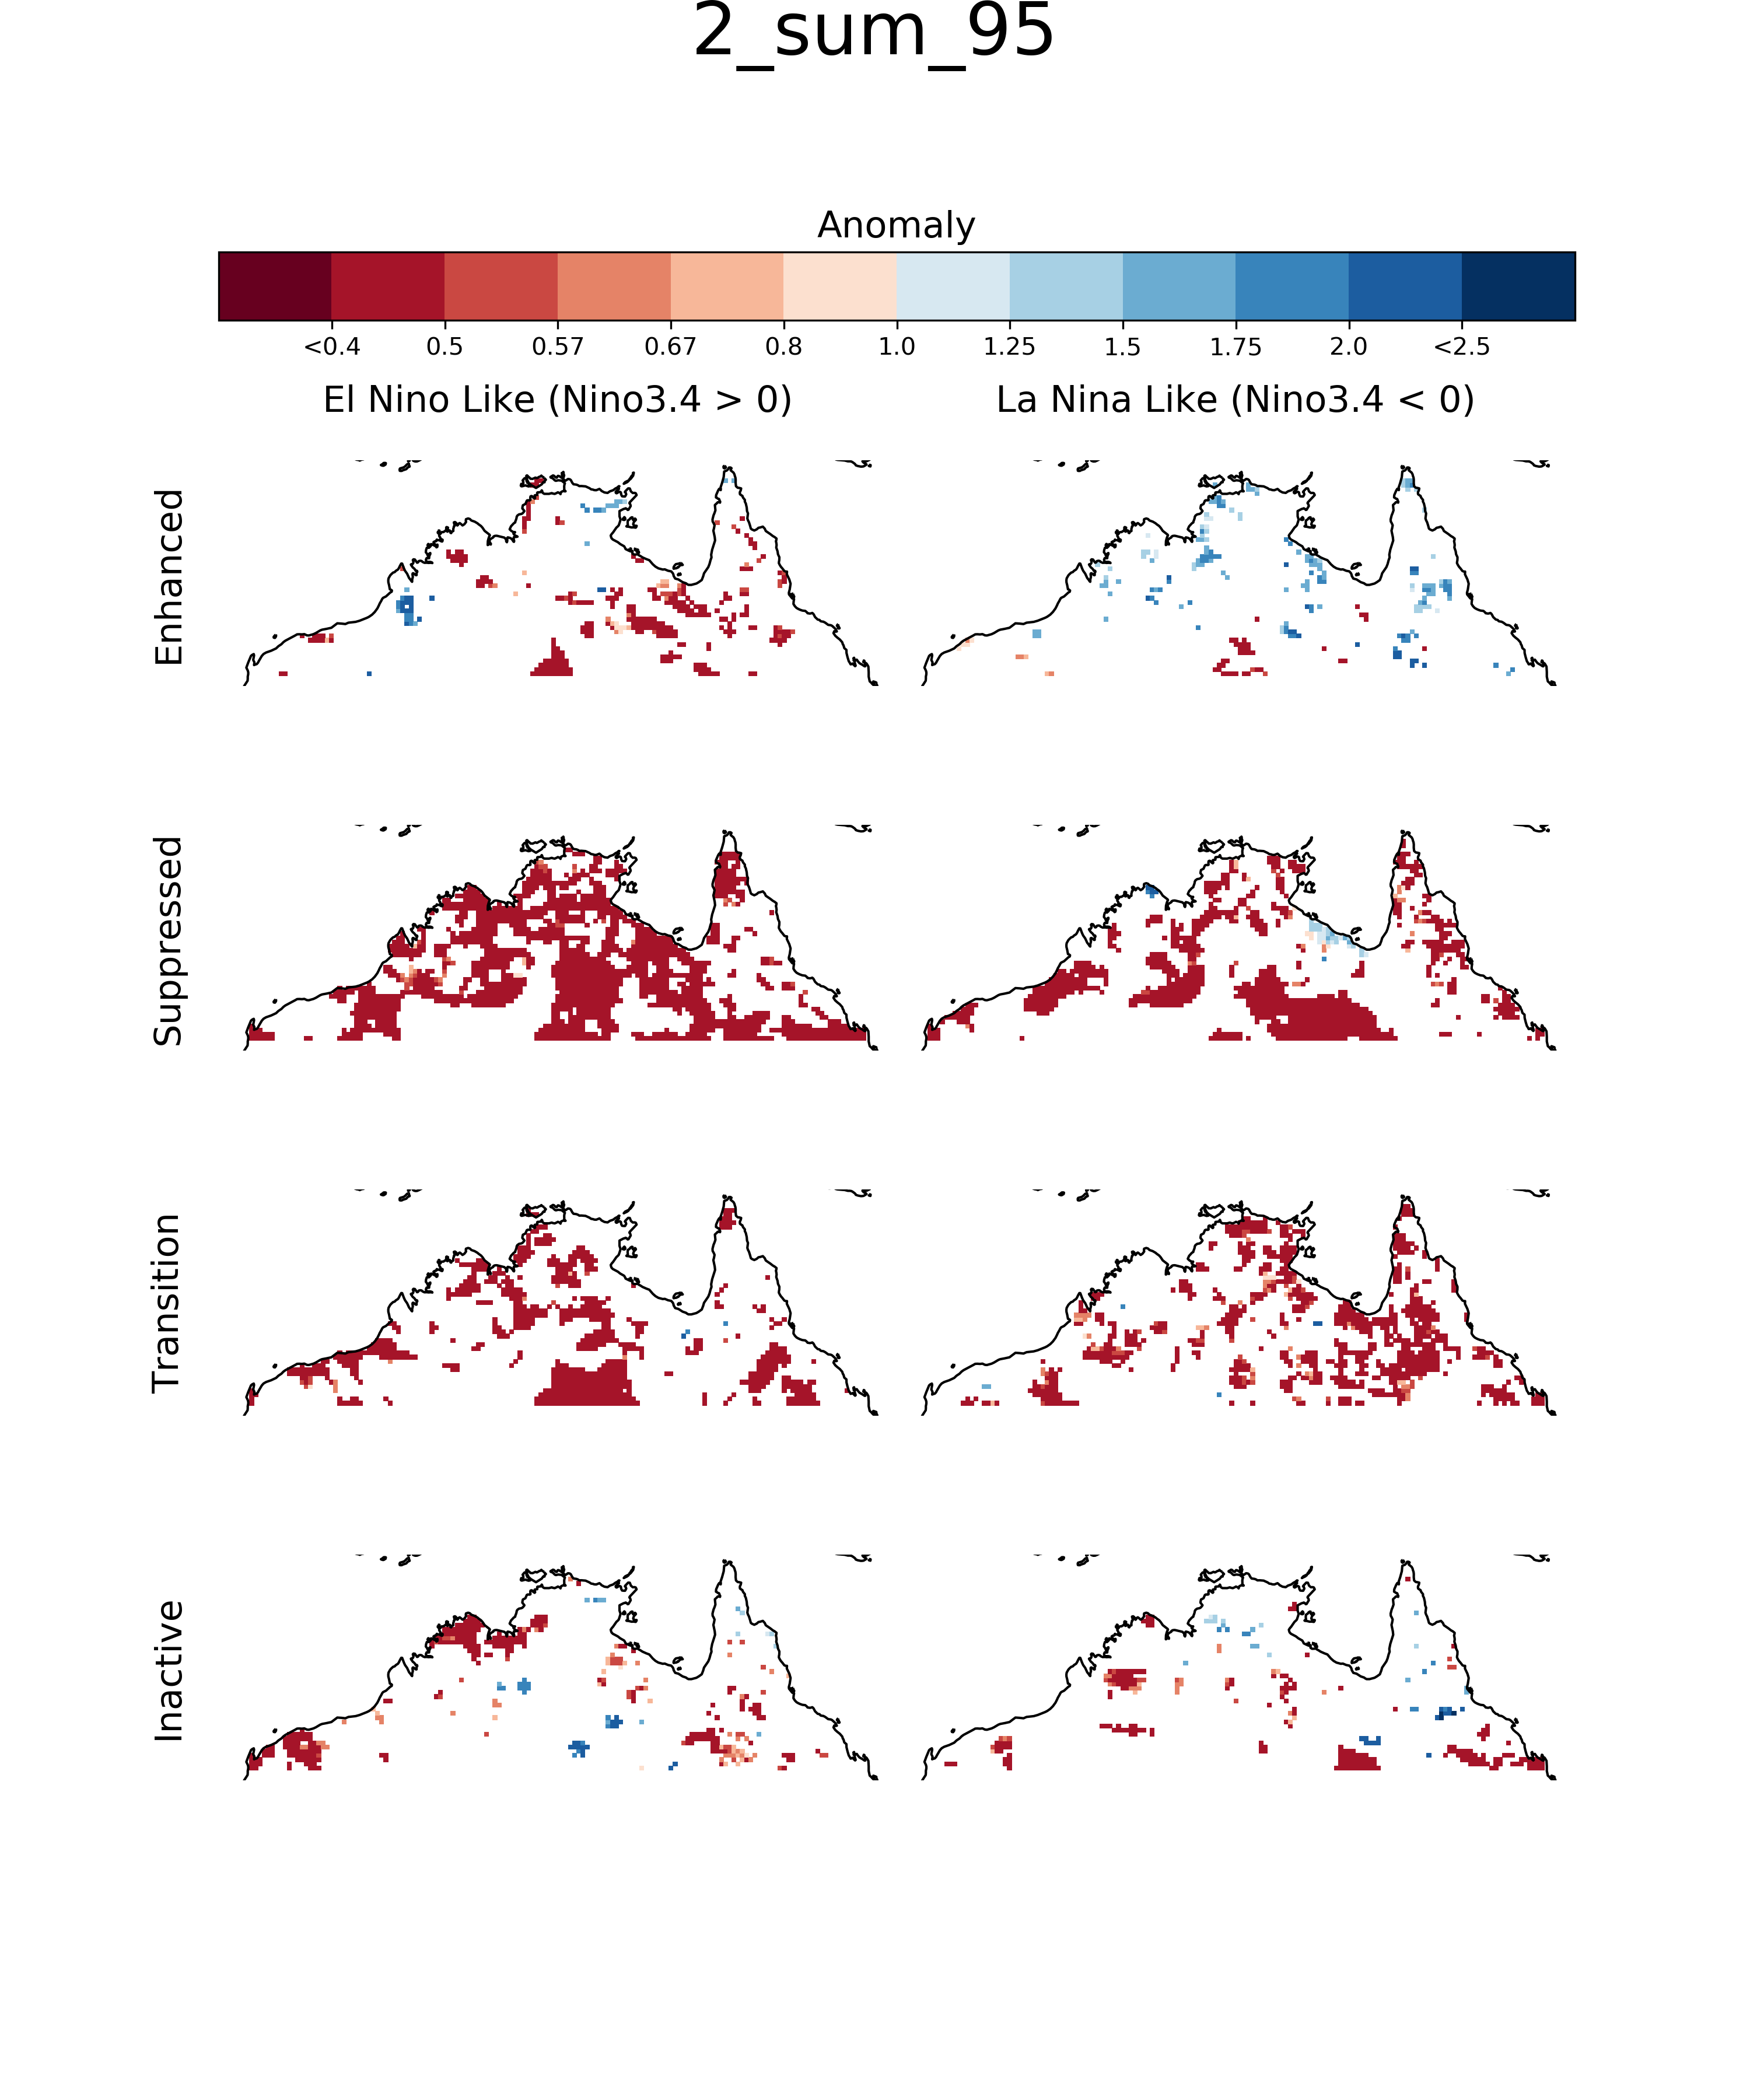 2_sum_95
Anomaly
<0.4 0.5 0.57 0.67 0.8 1.0 1.25 1.5 1.75 2.0 <2.5
El Nino Like (Nino3.4 > 0) La Nina Like (Nino3.4 < 0)
Enhanced
Suppressed
Transition
Inactive